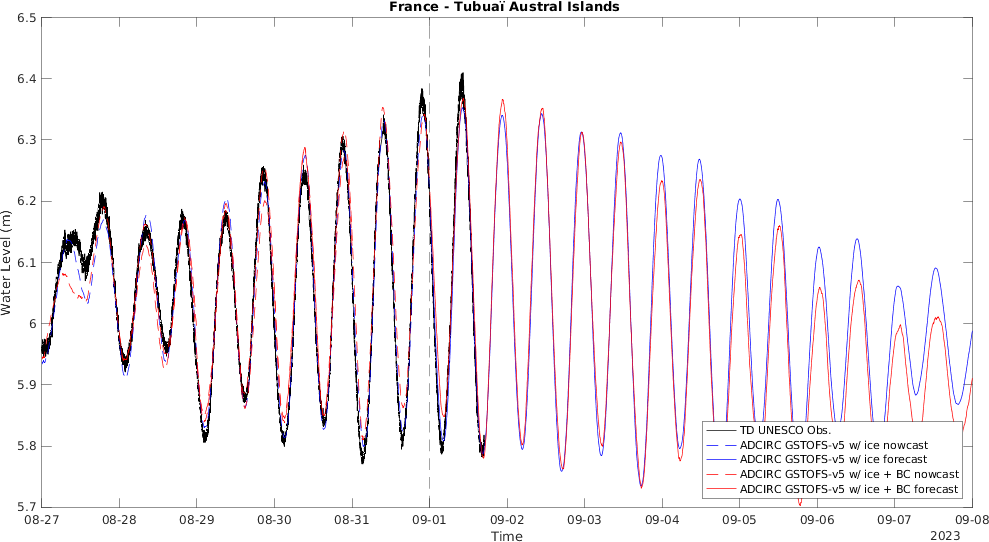 France - Tubuaï Austral Islands
6.5
6.4
6.3
6.2
6.1
6
5.9
5.8
5.7
Water Level (m)
TD UNESCO Obs.
ADCIRC GSTOFS-v5 w/ ice nowcast
ADCIRC GSTOFS-v5 w/ ice forecast
ADCIRC GSTOFS-v5 w/ ice + BC nowcast
ADCIRC GSTOFS-v5 w/ ice + BC forecast
08-27 08-28 08-29 08-30 08-31 09-01 09-02 09-03 09-04 09-05 09-06 09-07 09-08
Time
2023